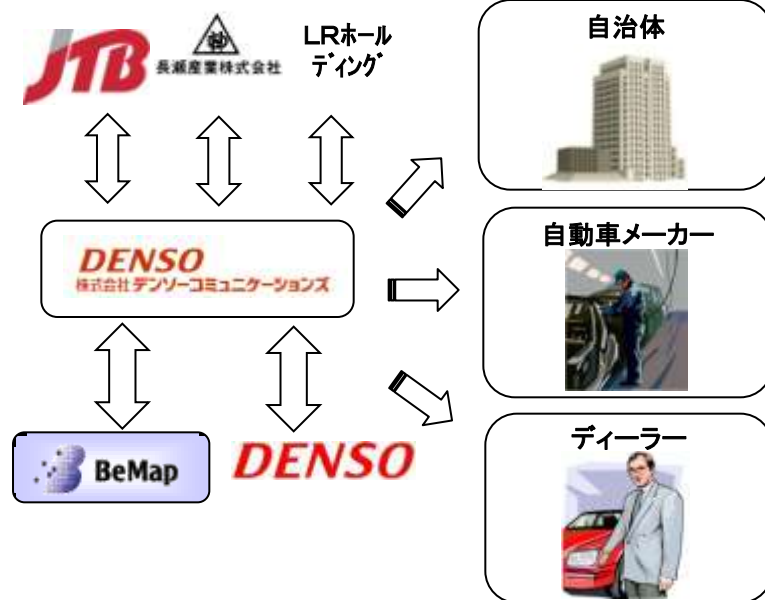 JTB
長瀬産業株式会社
LRホール
ディング
自治体
DENSO
株式会社 デンソーコミュニケーションズ
自動車メーカー
BeMap
DENSO
ディーラー